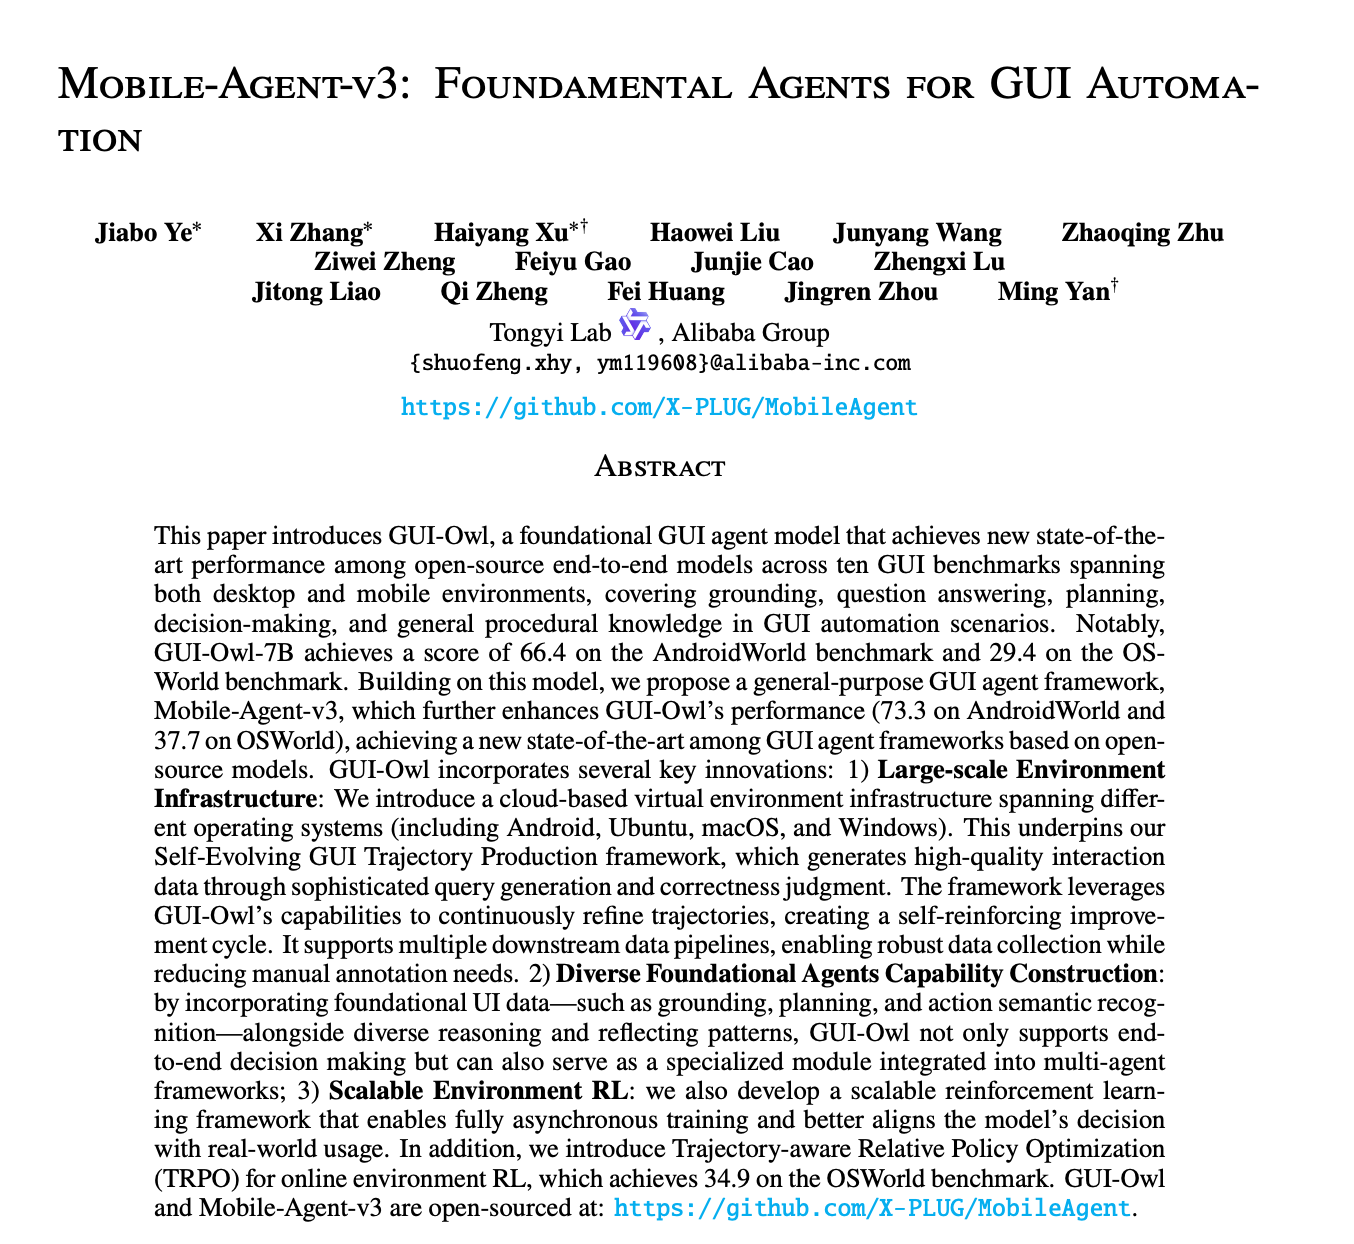 Mobile-Agent-v3: Foundamental Agents for GUI Automa-
tion
Jiabo Ye* Xi Zhang* Haiyang Xu*† Haowei Liu Junyang Wang Zhaoqing Zhu
Ziwei Zheng Feiyu Gao Junjie Cao Zhengxi Lu
Jitong Liao Qi Zheng Fei Huang Jingren Zhou Ming Yan†
Tongyi Lab , Alibaba Group
{shuofeng.xhy, ym119608}@alibaba-inc.com
https://github.com/X-PLUG/MobileAgent
Abstract
This paper introduces GUI-Owl, a foundational GUI agent model that achieves new state-of-the-
art performance among open-source end-to-end models across ten GUI benchmarks spanning
both desktop and mobile environments, covering grounding, question answering, planning,
decision-making, and general procedural knowledge in GUI automation scenarios. Notably,
GUI-Owl-7B achieves a score of 66.4 on the AndroidWorld benchmark and 29.4 on the OS-
World benchmark. Building on this model, we propose a general-purpose GUI agent framework,
Mobile-Agent-v3, which further enhances GUI-Owl's performance (73.3 on AndroidWorld and
37.7 on OSWorld), achieving a new state-of-the-art among GUI agent frameworks based on open-
source models. GUI-Owl incorporates several key innovations: 1) Large-scale Environment
Infrastructure: We introduce a cloud-based virtual environment infrastructure spanning differ-
ent operating systems (including Android, Ubuntu, macOS, and Windows). This underpins our
Self-Evolving GUI Trajectory Production framework, which generates high-quality interaction
data through sophisticated query generation and correctness judgment. The framework leverages
GUI-Owl's capabilities to continuously refine trajectories, creating a self-reinforcing improve-
ment cycle. It supports multiple downstream data pipelines, enabling robust data collection while
reducing manual annotation needs. 2) Diverse Foundational Agents Capability Construction:
by incorporating foundational UI data—such as grounding, planning, and action semantic recog-
nition—alongside diverse reasoning and reflecting patterns, GUI-Owl not only supports end-
to-end decision making but can also serve as a specialized module integrated into multi-agent
frameworks; 3) Scalable Environment RL: we also develop a scalable reinforcement learn-
ing framework that enables fully asynchronous training and better aligns the model's decision
with real-world usage. In addition, we introduce Trajectory-aware Relative Policy Optimization
(TRPO) for online environment RL, which achieves 34.9 on the OSWorld benchmark. GUI-Owl
and Mobile-Agent-v3 are open-sourced at: https://github.com/X-PLUG/MobileAgent.